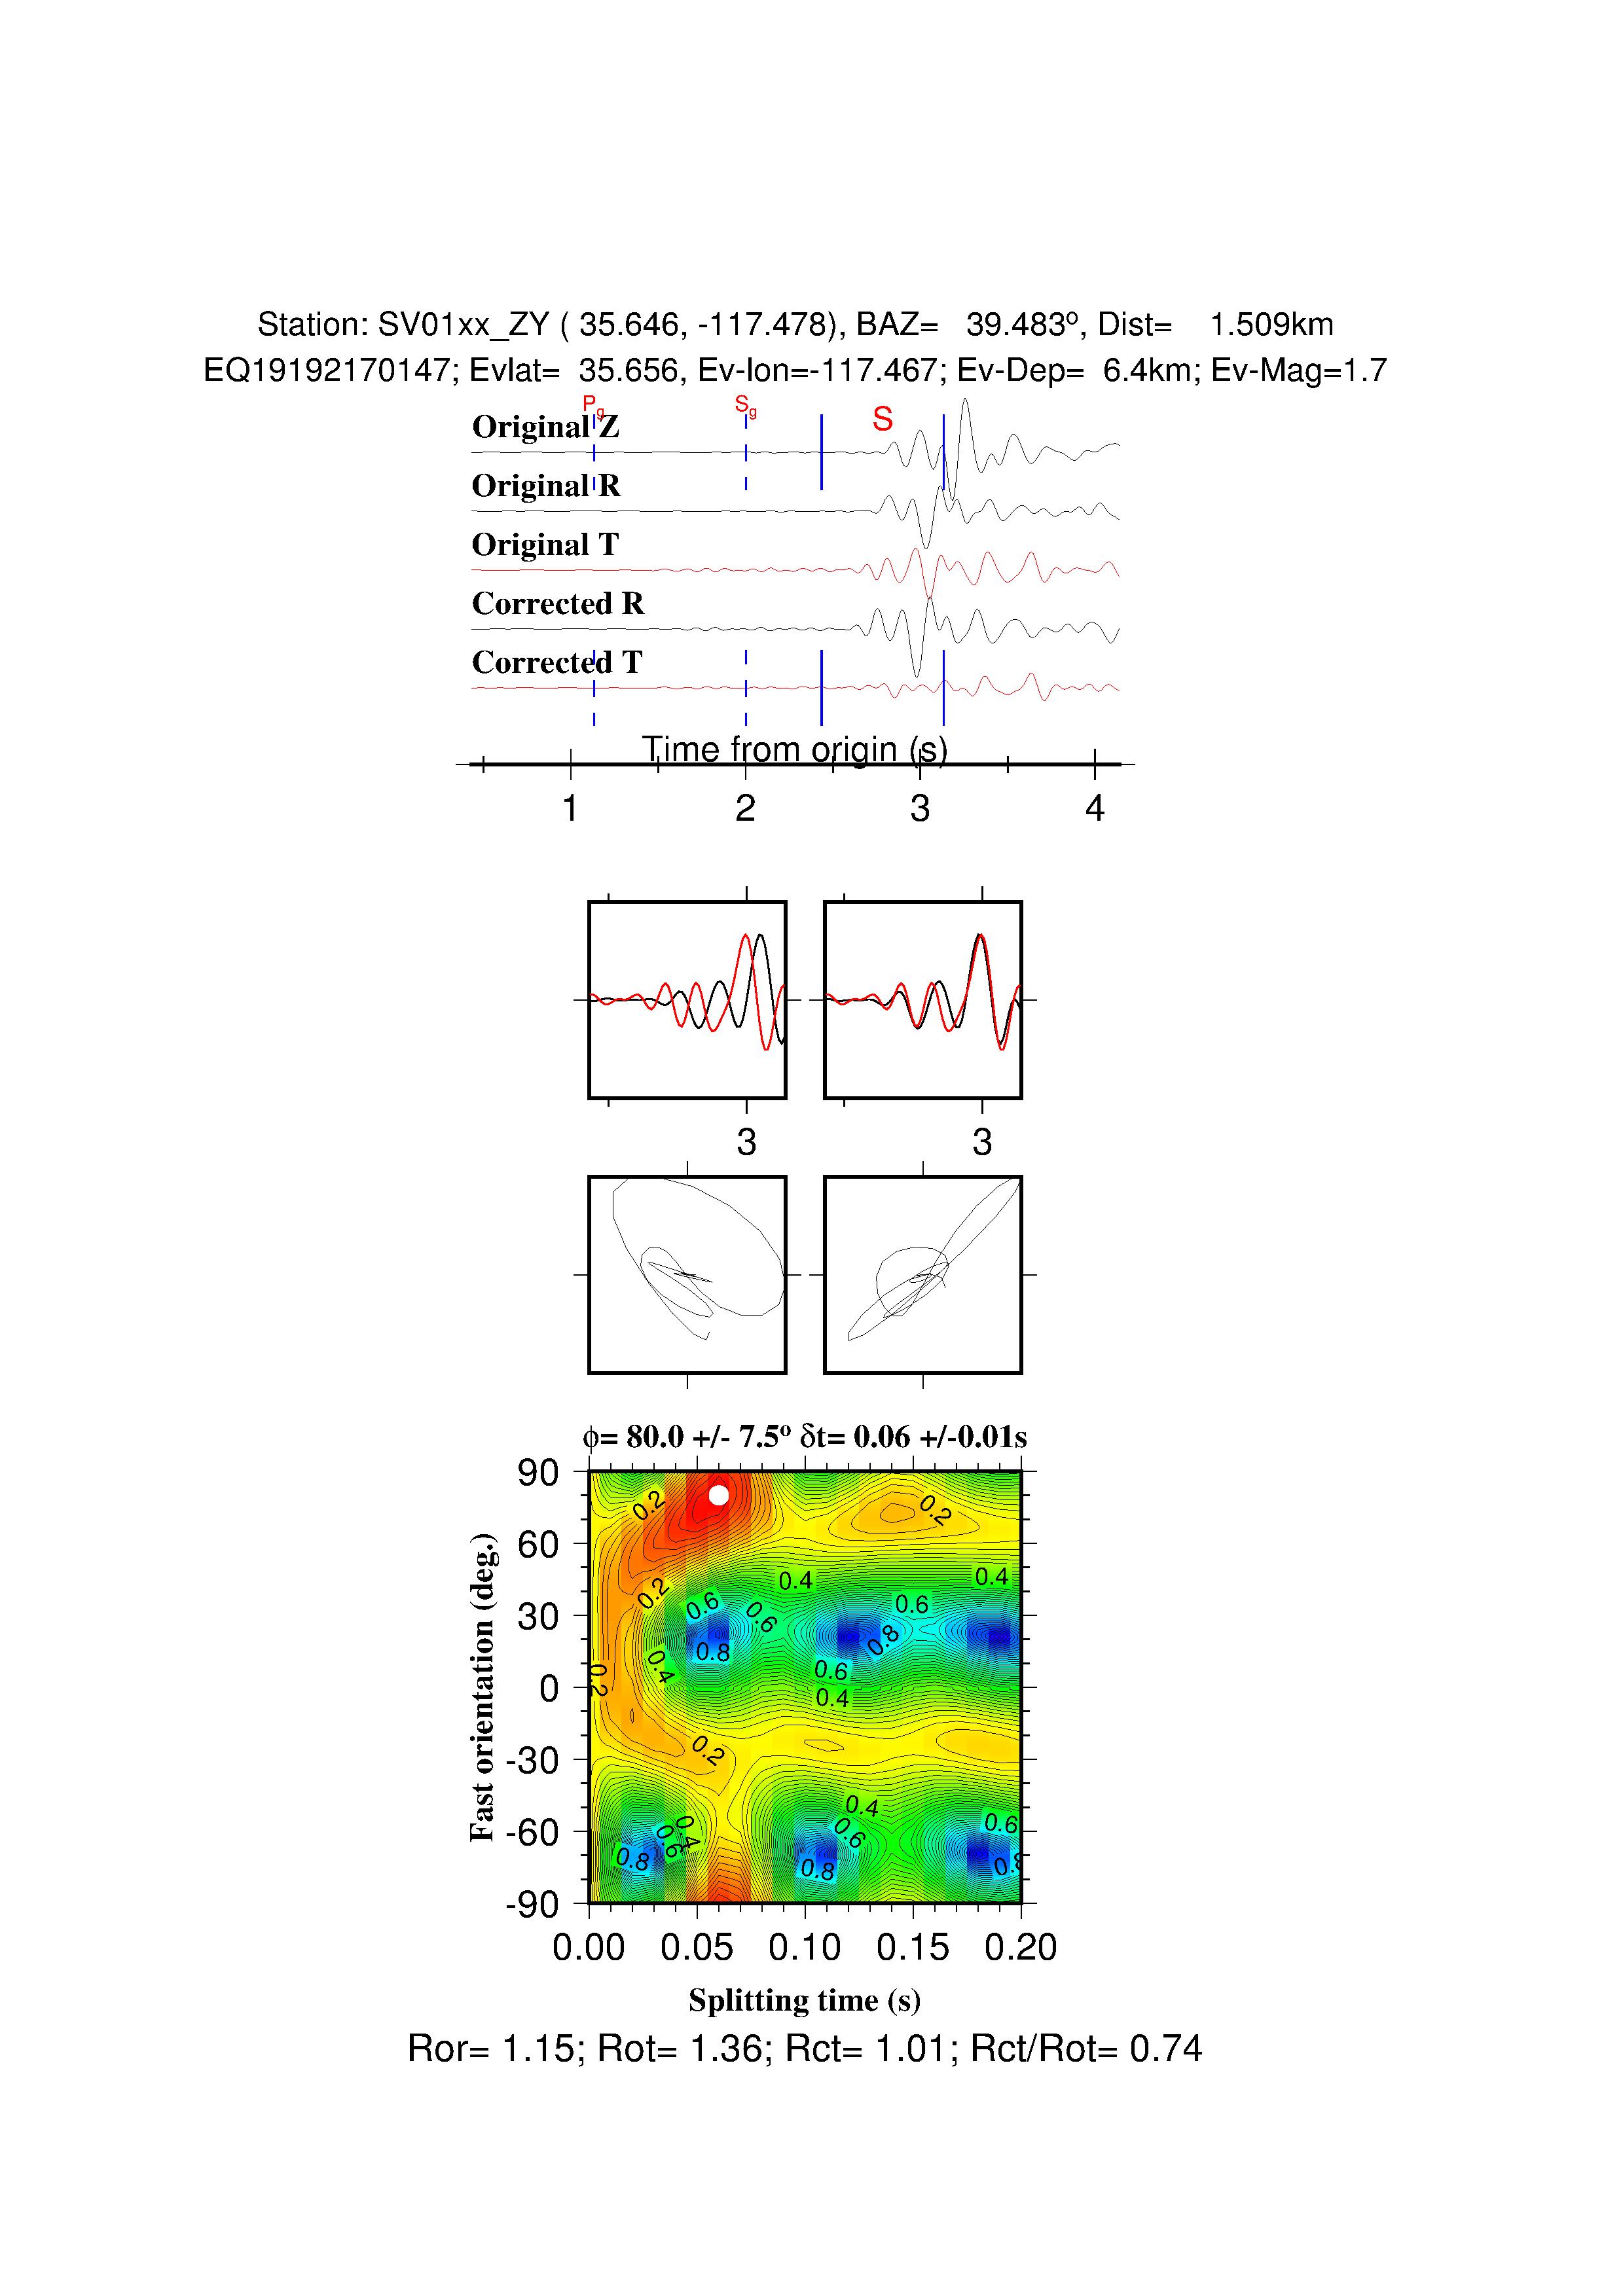 Station: SV01xx_ZY ( 35.646, -117.478), BAZ= 39.483º, Dist= 1.509km
EQ19192170147; Evlat= 35.656, Ev-lon=-117.467; Ev-Dep= 6.4km; Ev-Mag=1.7
Pg Sg S
Original Z
Original R
Original T
Corrected R
Corrected T
Time from origin (s)
1 2 3 4
3 3
ϕ= 80.0 +/- 7.5º δt= 0.06 +/-0.01s
90
60
30
0
-30
-60
-90
Fast orientation (deg.)
0.2 0.2
0.4 0.4
0.2 0.6 0.6 0.6
0.8 0.8
0.4 0.6
0.2 0.4
0.2
0.4
0.4 0.6 0.6 0.6
0.8 0.8 0.8
0.00 0.05 0.10 0.15 0.20
Splitting time (s)
Ror= 1.15; Rot= 1.36; Rct= 1.01; Rct/Rot= 0.74